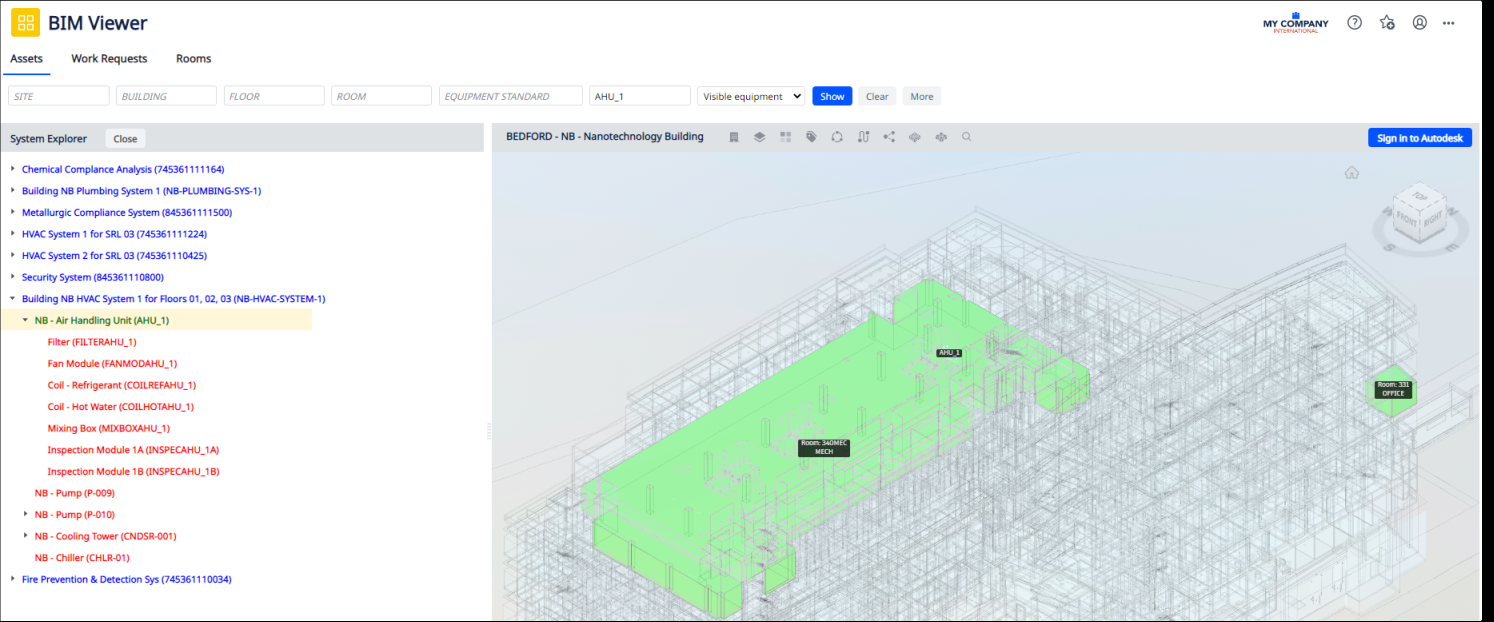 BIM Viewer
MY COMPANY
INTERNATIONAL
Assets Work Requests Rooms
SITE BUILDING FLOOR ROOM EQUIPMENT STANDARD AHU_1 Visible equipment Show Clear More
System Explorer Close
BEDFORD - NB - Nanotechnology Building
Sign in to Autodesk
Chemical Complance Analysis (745361111164)
Building NB Plumbing System 1 (NB-PLUMBING-SYS-1)
Metallurgic Compliance System (845361111500)
HVAC System 1 for SRL 03 (745361111224)
HVAC System 2 for SRL 03 (745361110425)
Security System (845361110800)
Building NB HVAC System 1 for Floors 01, 02, 03 (NB-HVAC-SYSTEM-1)
NB - Air Handling Unit (AHU_1)
Filter (FILTERAHU_1)
Fan Module (FANMODAHU_1)
Coil - Refrigerant (COILREFAHU_1)
Coil - Hot Water (COILHOTAHU_1)
Mixing Box (MIXBOXAHU_1)
Inspection Module 1A (INSPECAHU_1A)
Inspection Module 1B (INSPECAHU_1B)
NB - Pump (P-009)
NB - Pump (P-010)
NB - Cooling Tower (CNDSR-001)
NB - Chiller (CHLR-01)
Fire Prevention & Detection Sys (745361110034)
TOP
FRONT
RIGHT
S
E
AHU_1
Room: 331
OFFICE
Room: 340MEC
MECH